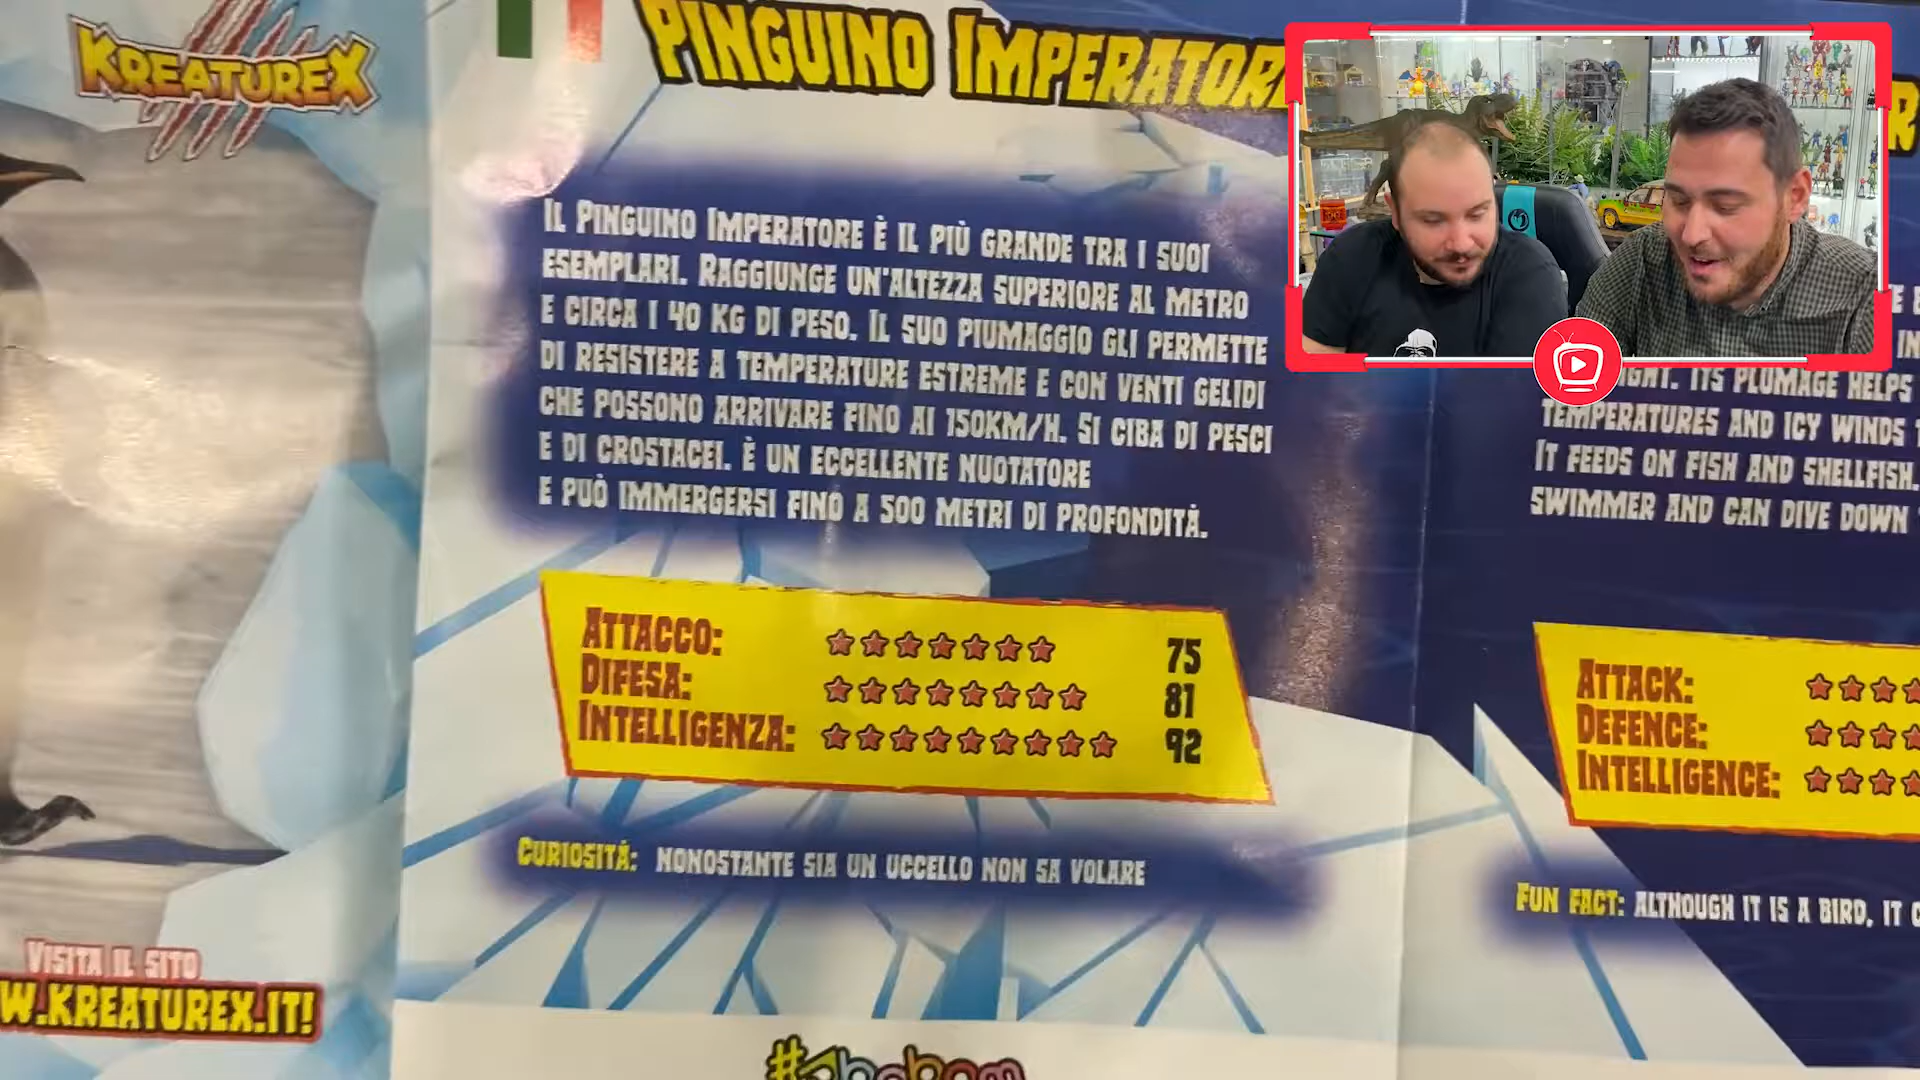 KREATUREX
PINGUINO IMPERATORE
IL PINGUINO IMPERATORE È IL PIÙ GRANDE TRA I SUOI
ESEMPLARI. RAGGIUNGE UN'ALTEZZA SUPERIORE AL METRO
E CIRCA I 40 KG DI PESO. IL SUO PIUMAGGIO GLI PERMETTE
DI RESISTERE A TEMPERATURE ESTREME E CON VENTI GELIDI
CHE POSSONO ARRIVARE FINO AI 150KM/H. SI CIBA DI PESCI
E DI CROSTACEI. È UN ECCELLENTE NUOTATORE
E PUÒ IMMERGERSI FINO A 500 METRI DI PROFONDITÀ.
ATTACCO: 75
DIFESA: 81
INTELLIGENZA: 92
CURIOSITÀ: NONOSTANTE SIA UN UCCELLO NON SA VOLARE
VISITA IL SITO
W.KREATUREX.IT!
ITS PLUMAGE HELPS
TEMPERATURES AND ICY WINDS
IT FEEDS ON FISH AND SHELLFISH.
SWIMMER AND CAN DIVE DOWN
ATTACK:
DEFENCE:
INTELLIGENCE:
FUN FACT: ALTHOUGH IT IS A BIRD, IT